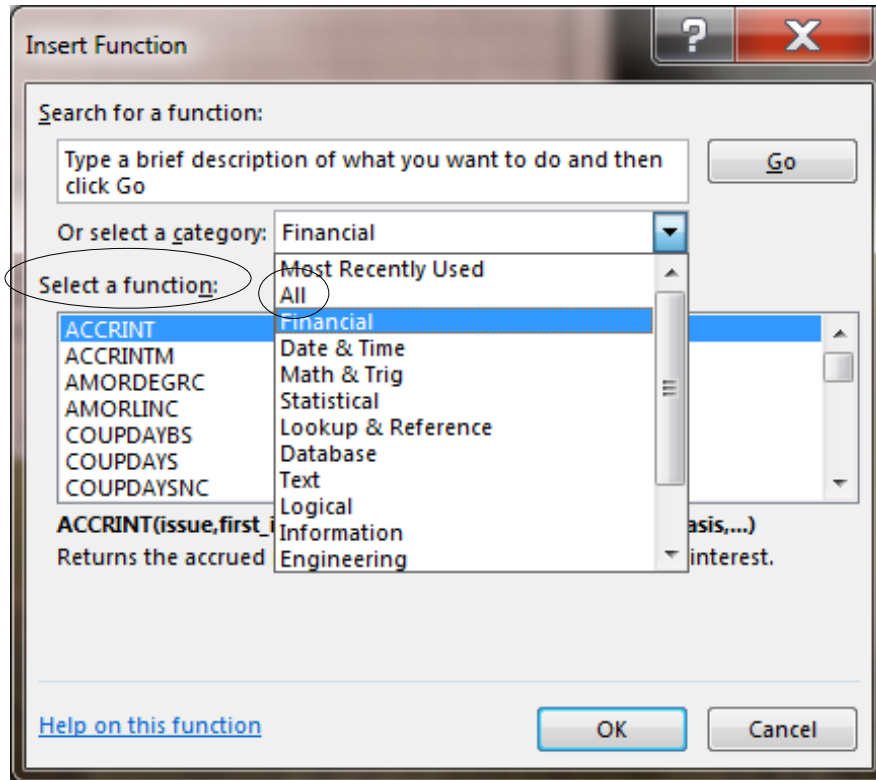 Insert Function
?
X
Search for a function:
Type a brief description of what you want to do and then
click Go
Go
Or select a category:
Financial
Most Recently Used
All
Financial
Date & Time
Math & Trig
Statistical
Lookup & Reference
Database
Text
Logical
Information
Engineering
Select a function:
ACCRINT
ACCRINTM
AMORDEGRC
AMORLINC
COUPDAYBS
COUPDAYS
COUPDAYSNC
ACCRINT(issue,first_i asis,...)
Returns the accrued interest.
Help on this function
OK
Cancel